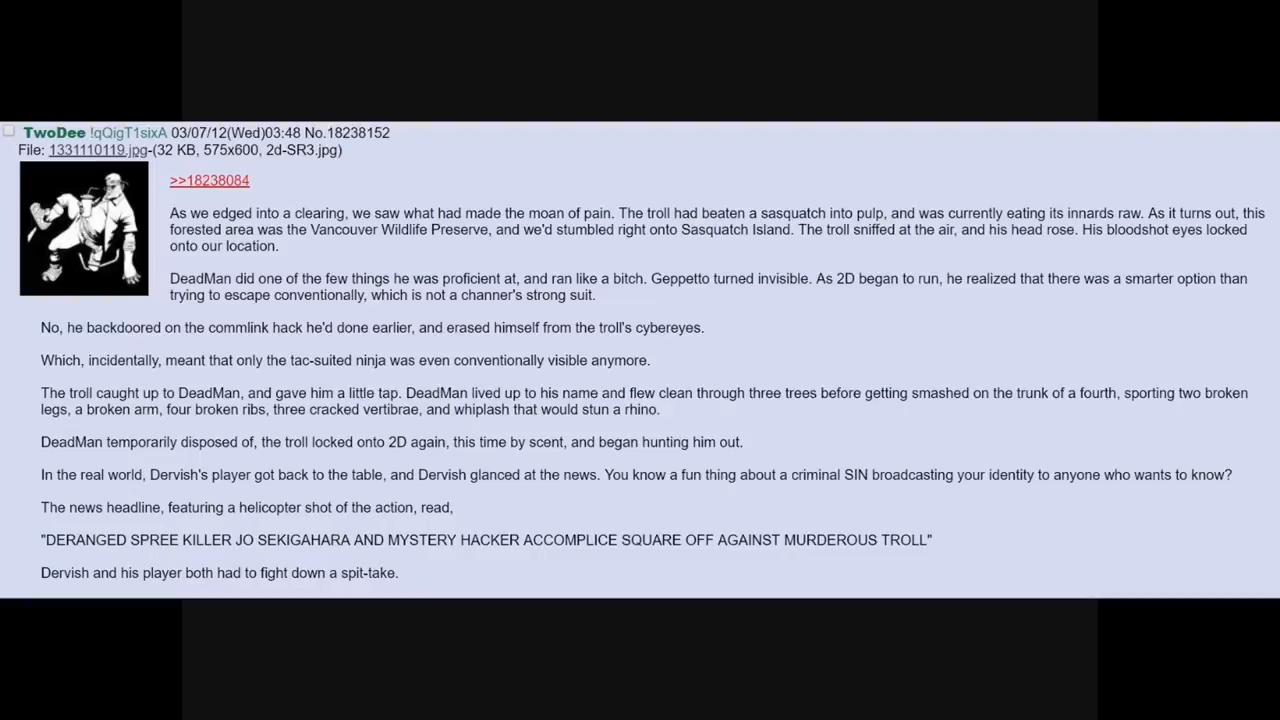 TwoDee !qQigT1sixA 03/07/12(Wed)03:48 No.18238152
File: 1331110119.jpg-(32 KB, 575x600, 2d-SR3.jpg)
>>18238084
As we edged into a clearing, we saw what had made the moan of pain. The troll had beaten a sasquatch into pulp, and was currently eating its innards raw. As it turns out, this
forested area was the Vancouver Wildlife Preserve, and we'd stumbled right onto Sasquatch Island. The troll sniffed at the air, and his head rose. His bloodshot eyes locked
onto our location.
DeadMan did one of the few things he was proficient at, and ran like a bitch. Geppetto turned invisible. As 2D began to run, he realized that there was a smarter option than
trying to escape conventionally, which is not a channer's strong suit.
No, he backdoored on the commlink hack he'd done earlier, and erased himself from the troll's cybereyes.
Which, incidentally, meant that only the tac-suited ninja was even conventionally visible anymore.
The troll caught up to DeadMan, and gave him a little tap. DeadMan lived up to his name and flew clean through three trees before getting smashed on the trunk of a fourth, sporting two broken
legs, a broken arm, four broken ribs, three cracked vertibrae, and whiplash that would stun a rhino.
DeadMan temporarily disposed of, the troll locked onto 2D again, this time by scent, and began hunting him out.
In the real world, Dervish's player got back to the table, and Dervish glanced at the news. You know a fun thing about a criminal SIN broadcasting your identity to anyone who wants to know?
The news headline, featuring a helicopter shot of the action, read,
"DERANGED SPREE KILLER JO SEKIGAHARA AND MYSTERY HACKER ACCOMPLICE SQUARE OFF AGAINST MURDEROUS TROLL"
Dervish and his player both had to fight down a spit-take.